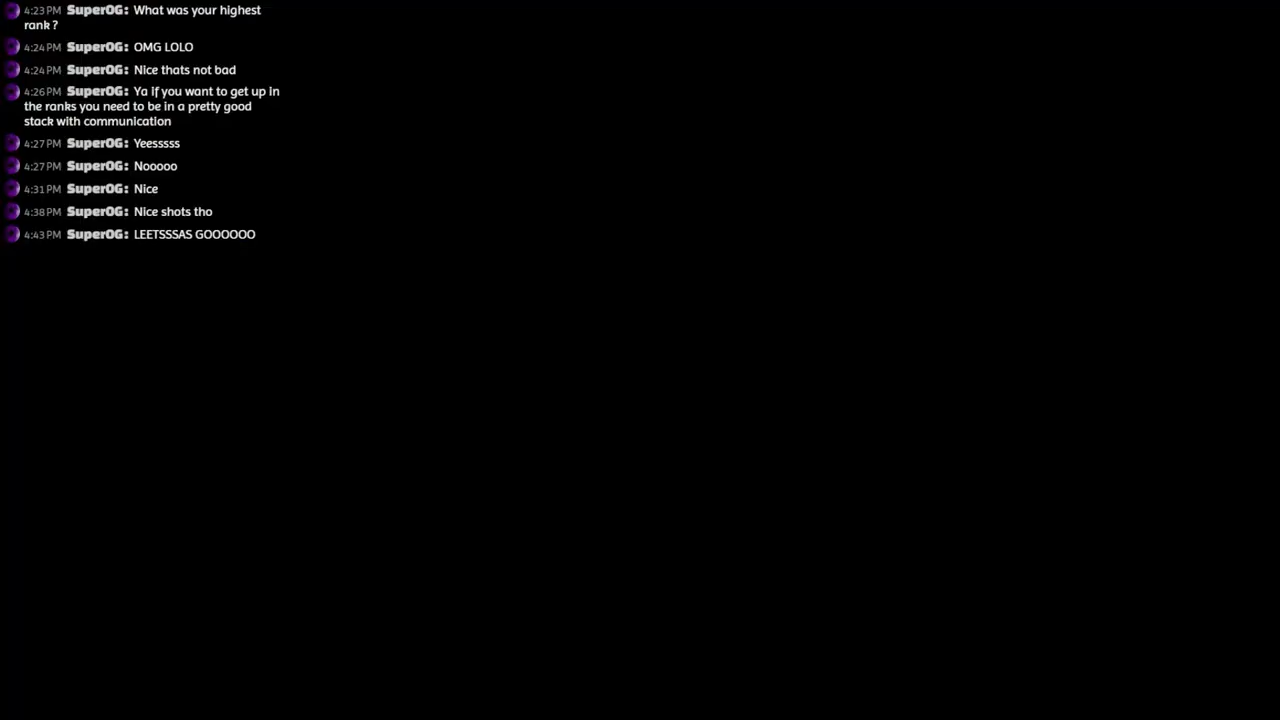 4:23 PM SuperOG: What was your highest
rank ?
4:24 PM SuperOG: OMG LOLO
4:24 PM SuperOG: Nice thats not bad
4:26 PM SuperOG: Ya if you want to get up in
the ranks you need to be in a pretty good
stack with communication
4:27 PM SuperOG: Yeesssss
4:27 PM SuperOG: Nooooo
4:31 PM SuperOG: Nice
4:38 PM SuperOG: Nice shots tho
4:43 PM SuperOG: LEETSSSAS GOOOOOO